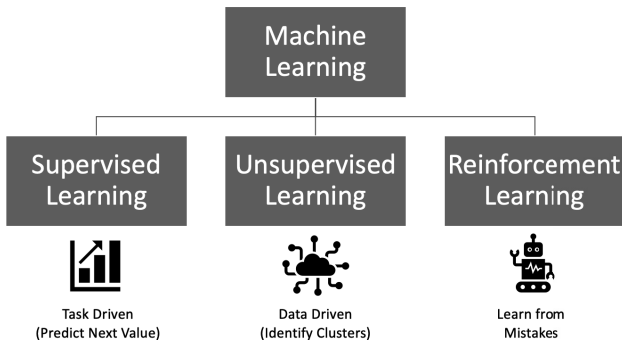 Machine
Learning
Supervised
Learning
Unsupervised
Learning
Reinforcement
Learning
Task Driven
(Predict Next Value)
Data Driven
(Identify Clusters)
Learn from
Mistakes